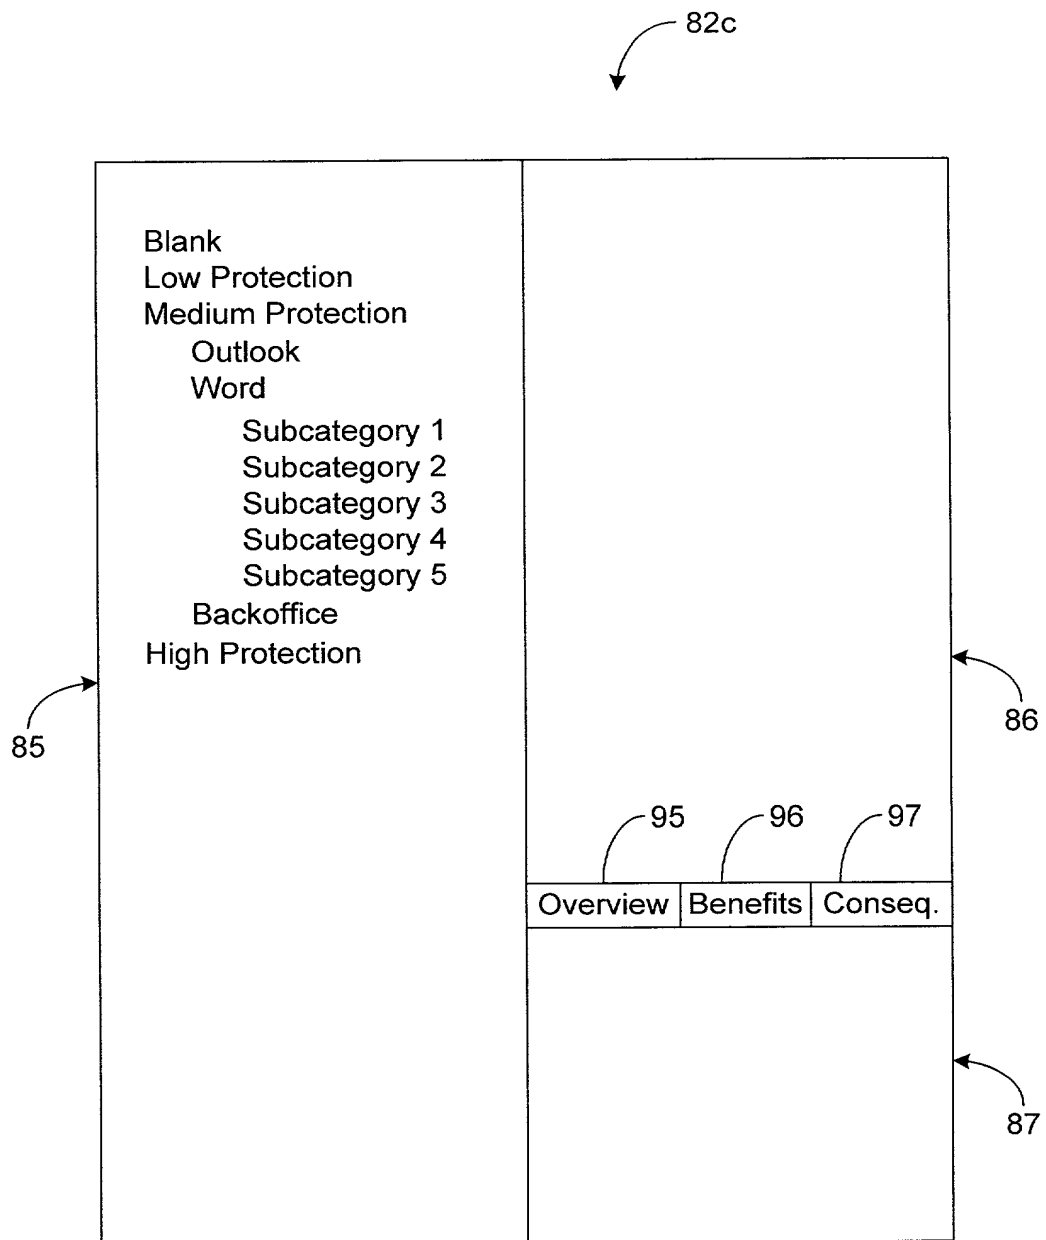 82c
Blank
Low Protection
Medium Protection
Outlook
Word
Subcategory 1
Subcategory 2
Subcategory 3
Subcategory 4
Subcategory 5
Backoffice
High Protection
85
86
95 96 97
Overview Benefits Conseq.
87